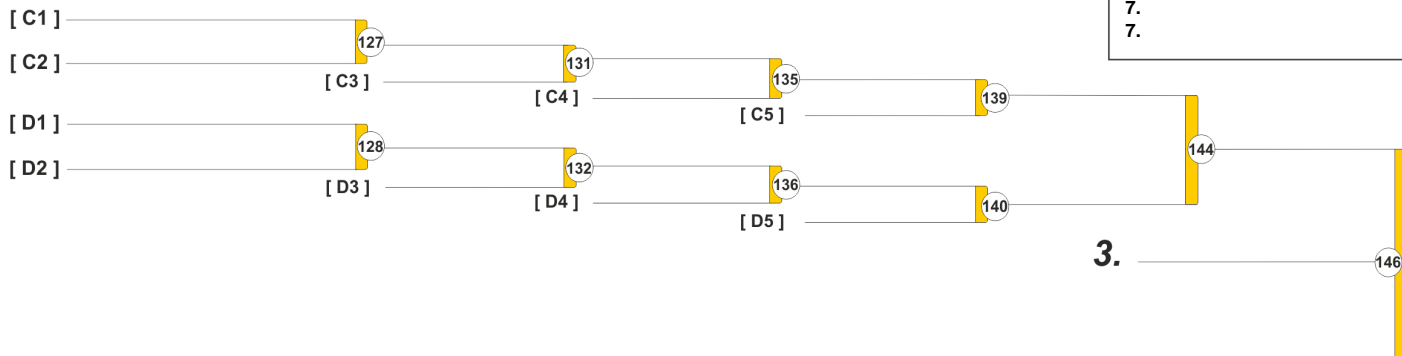 7.
7.
[ C1 ]
127
[ C2 ]
131
[ C3 ]
135
[ C4 ]
139
[ C5 ]
[ D1 ]
128
144
[ D2 ]
132
[ D3 ]
136
[ D4 ]
140
[ D5 ]
3.
146